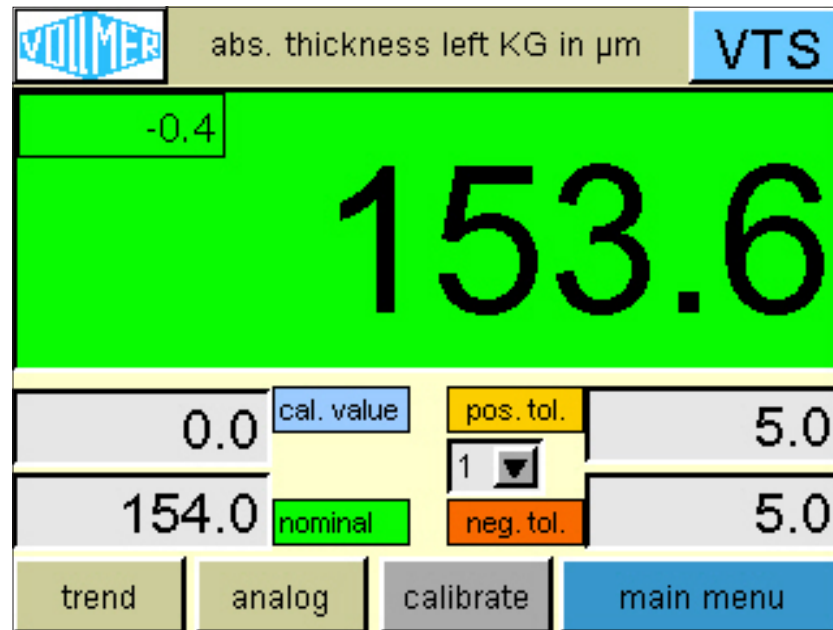 VOLLMER
abs. thickness left KG in µm
VTS
-0.4
153.6
0.0 cal. value
pos. tol. 5.0
1
154.0 nominal
neg. tol. 5.0
trend
analog
calibrate
main menu